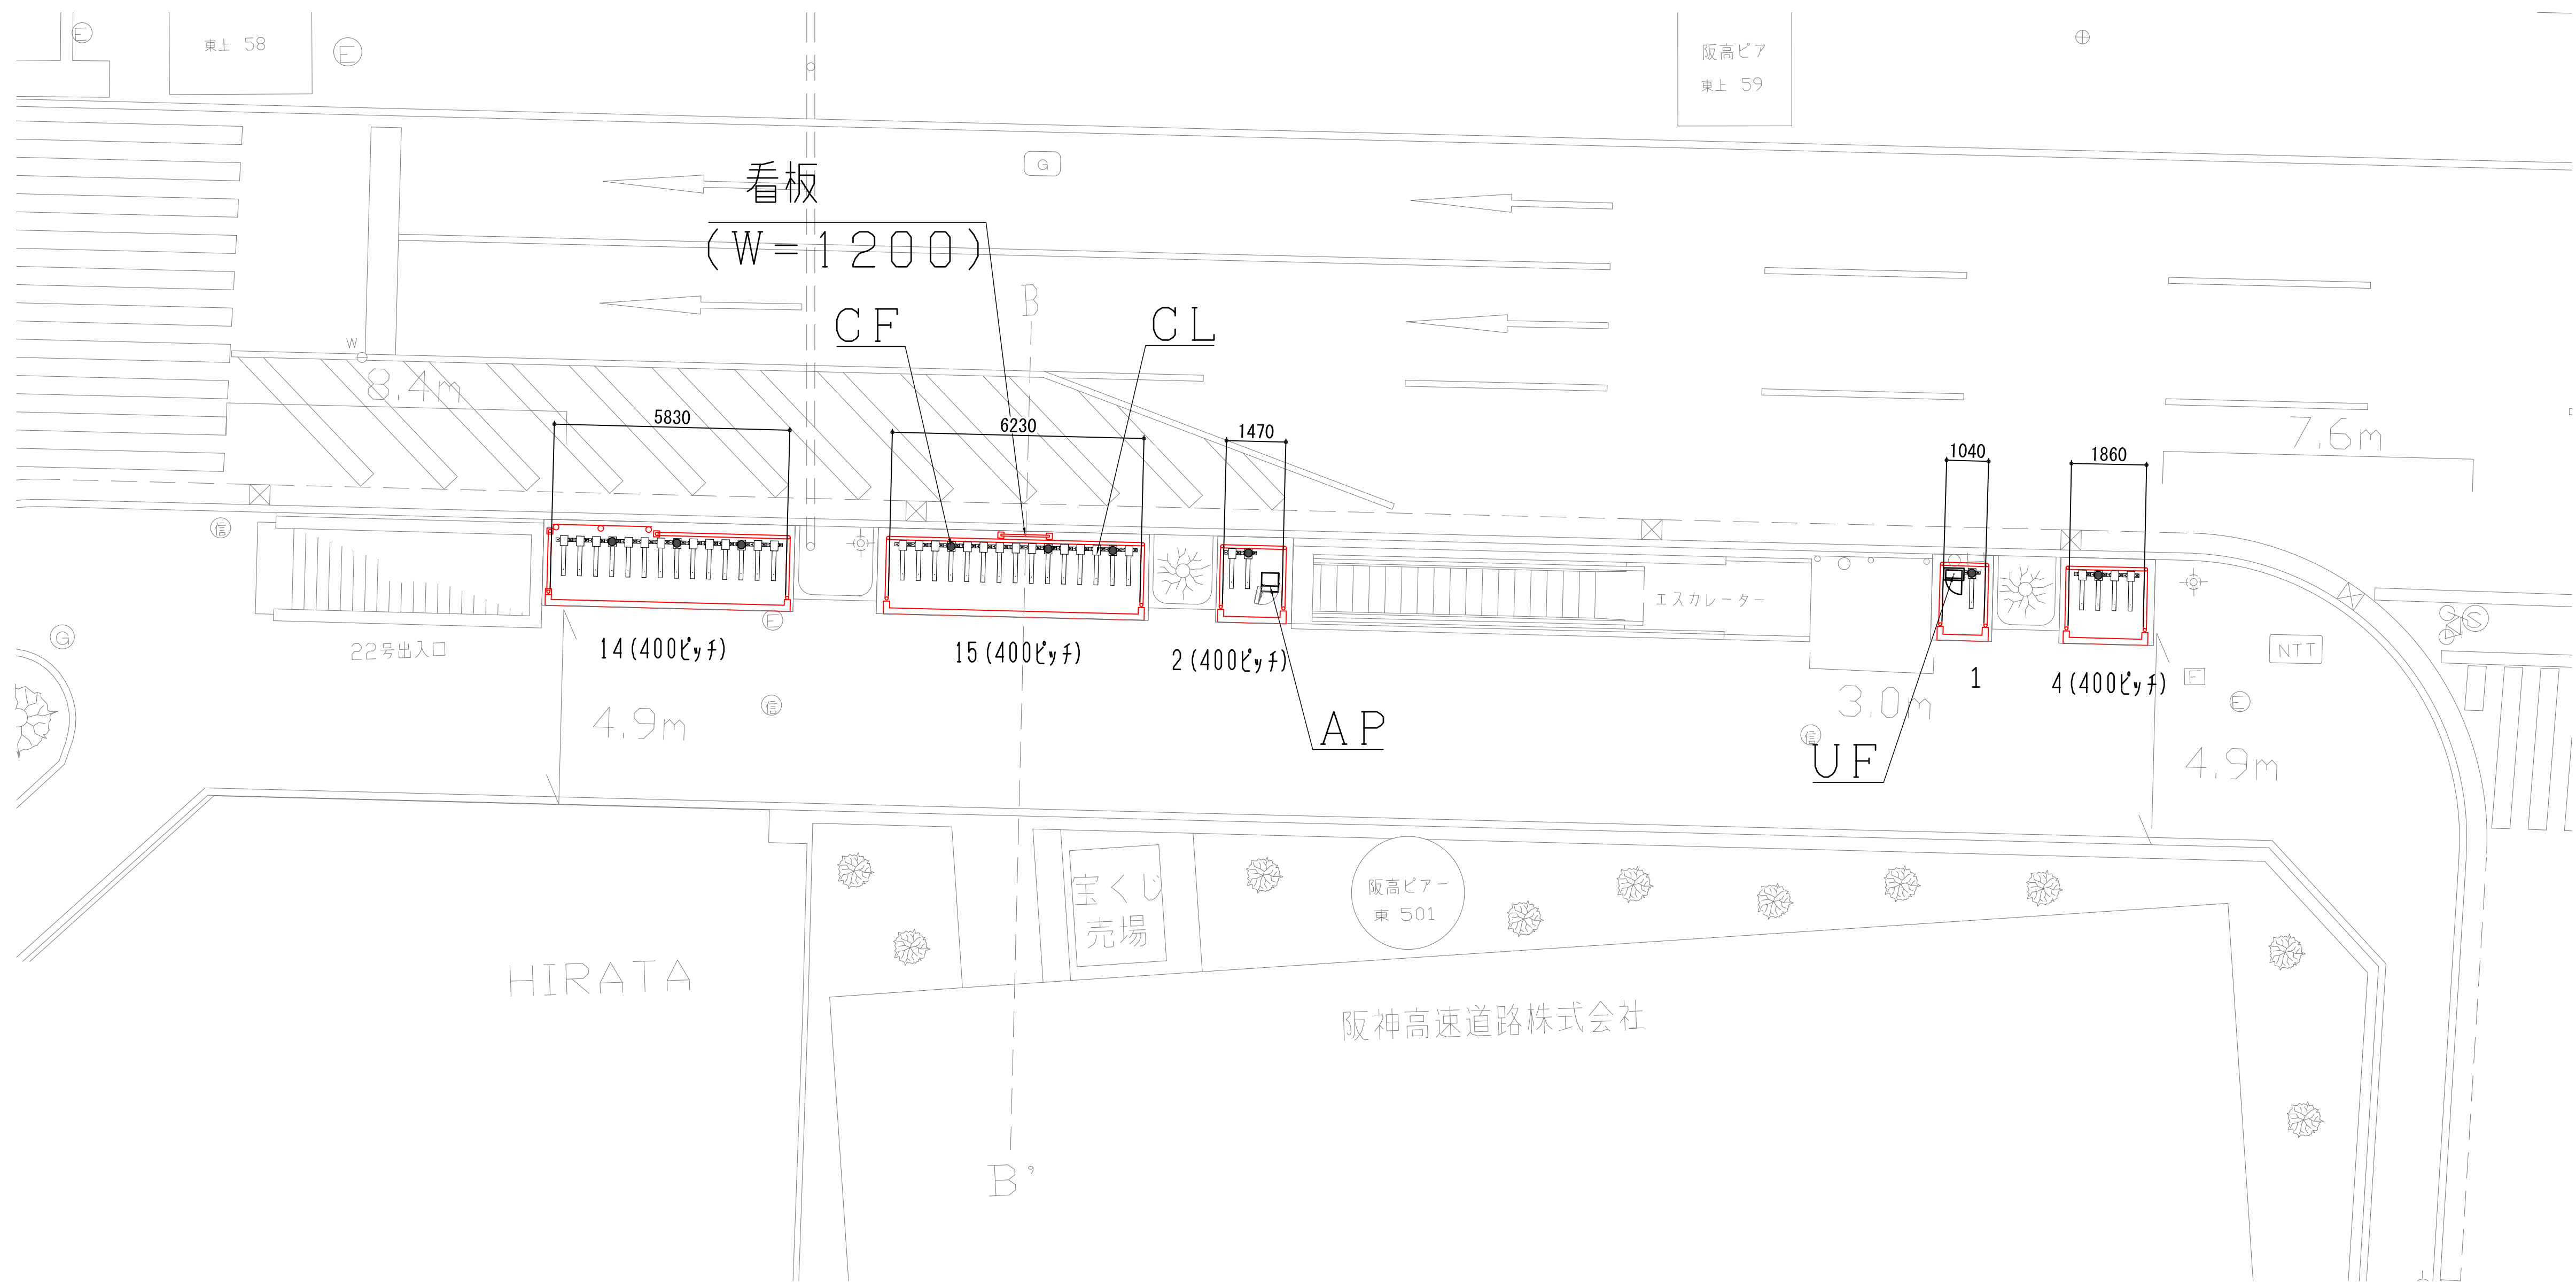 E
東上 58
E
阪高ピア
東上 59
G
看板
(W=1200)
B
CF
CL
W
8.4m
5830
6230
1470
1040
1860
7.6m
信
エスカレーター
G
22号出入口
E
14(400ピッチ)
15(400ピッチ)
2(400ピッチ)
1
4(400ピッチ)
NTT
S
F
E
信
4.9m
AP
3.0m
信
UF
4.9m
宝くじ
売場
阪高ピアー
東 501
HIRATA
阪神高速道路株式会社
B'